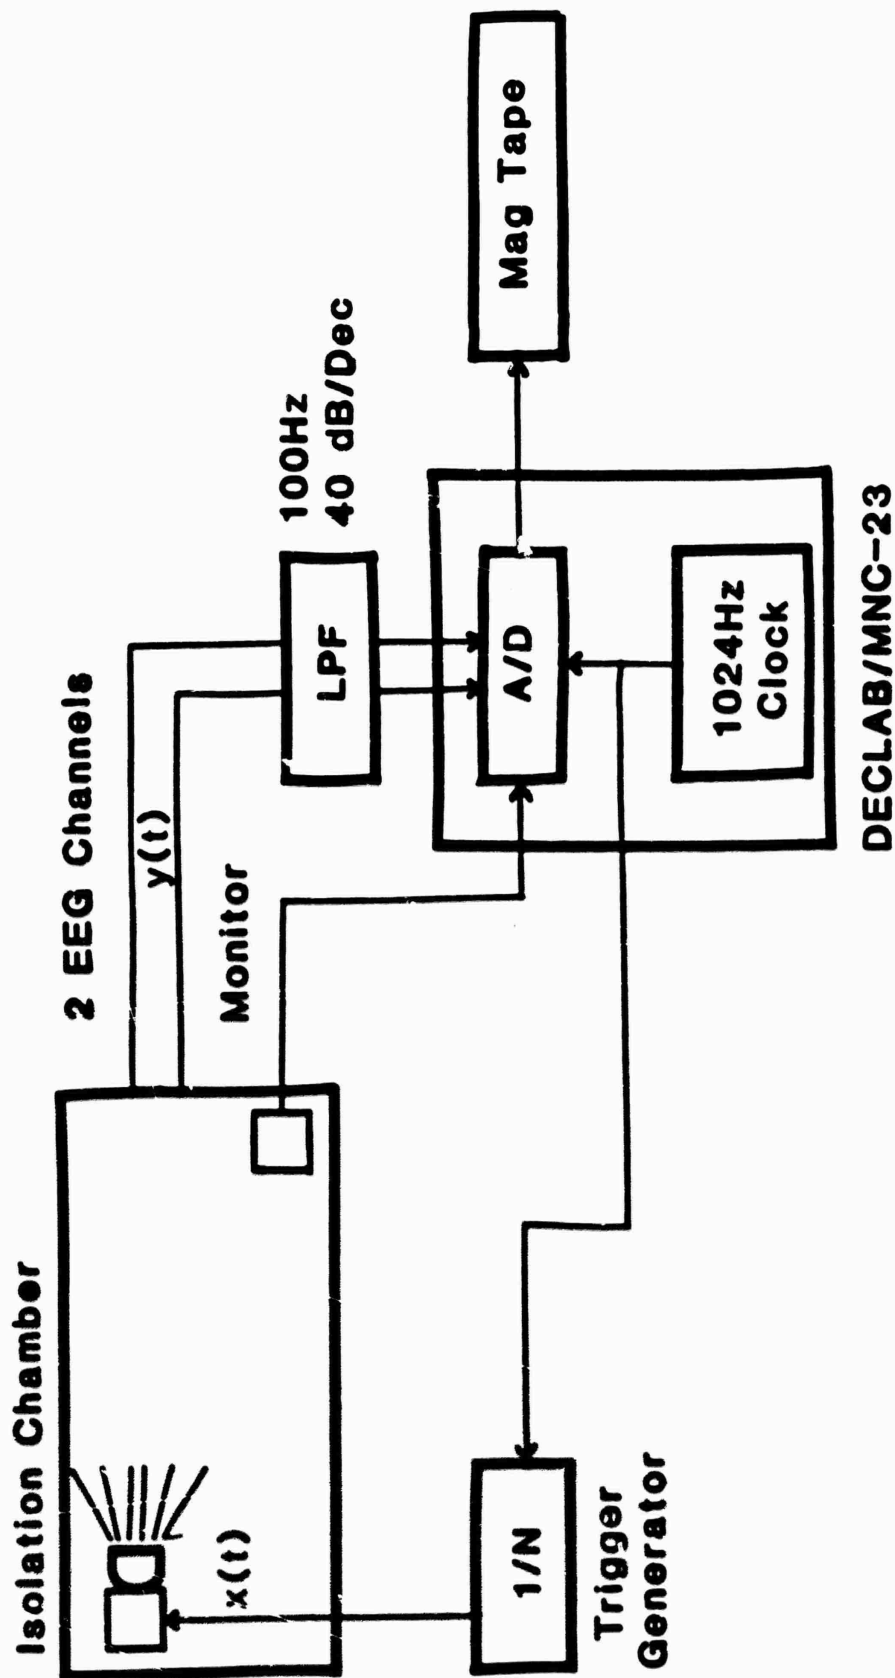 Isolation Chamber
x(t)
2 EEG Channels
y(t)
Monitor
LPF
100Hz
40 dB/Dec
A/D
1024Hz
Clock
DECLAB/MNC-23
Mag Tape
1/N
Trigger
Generator